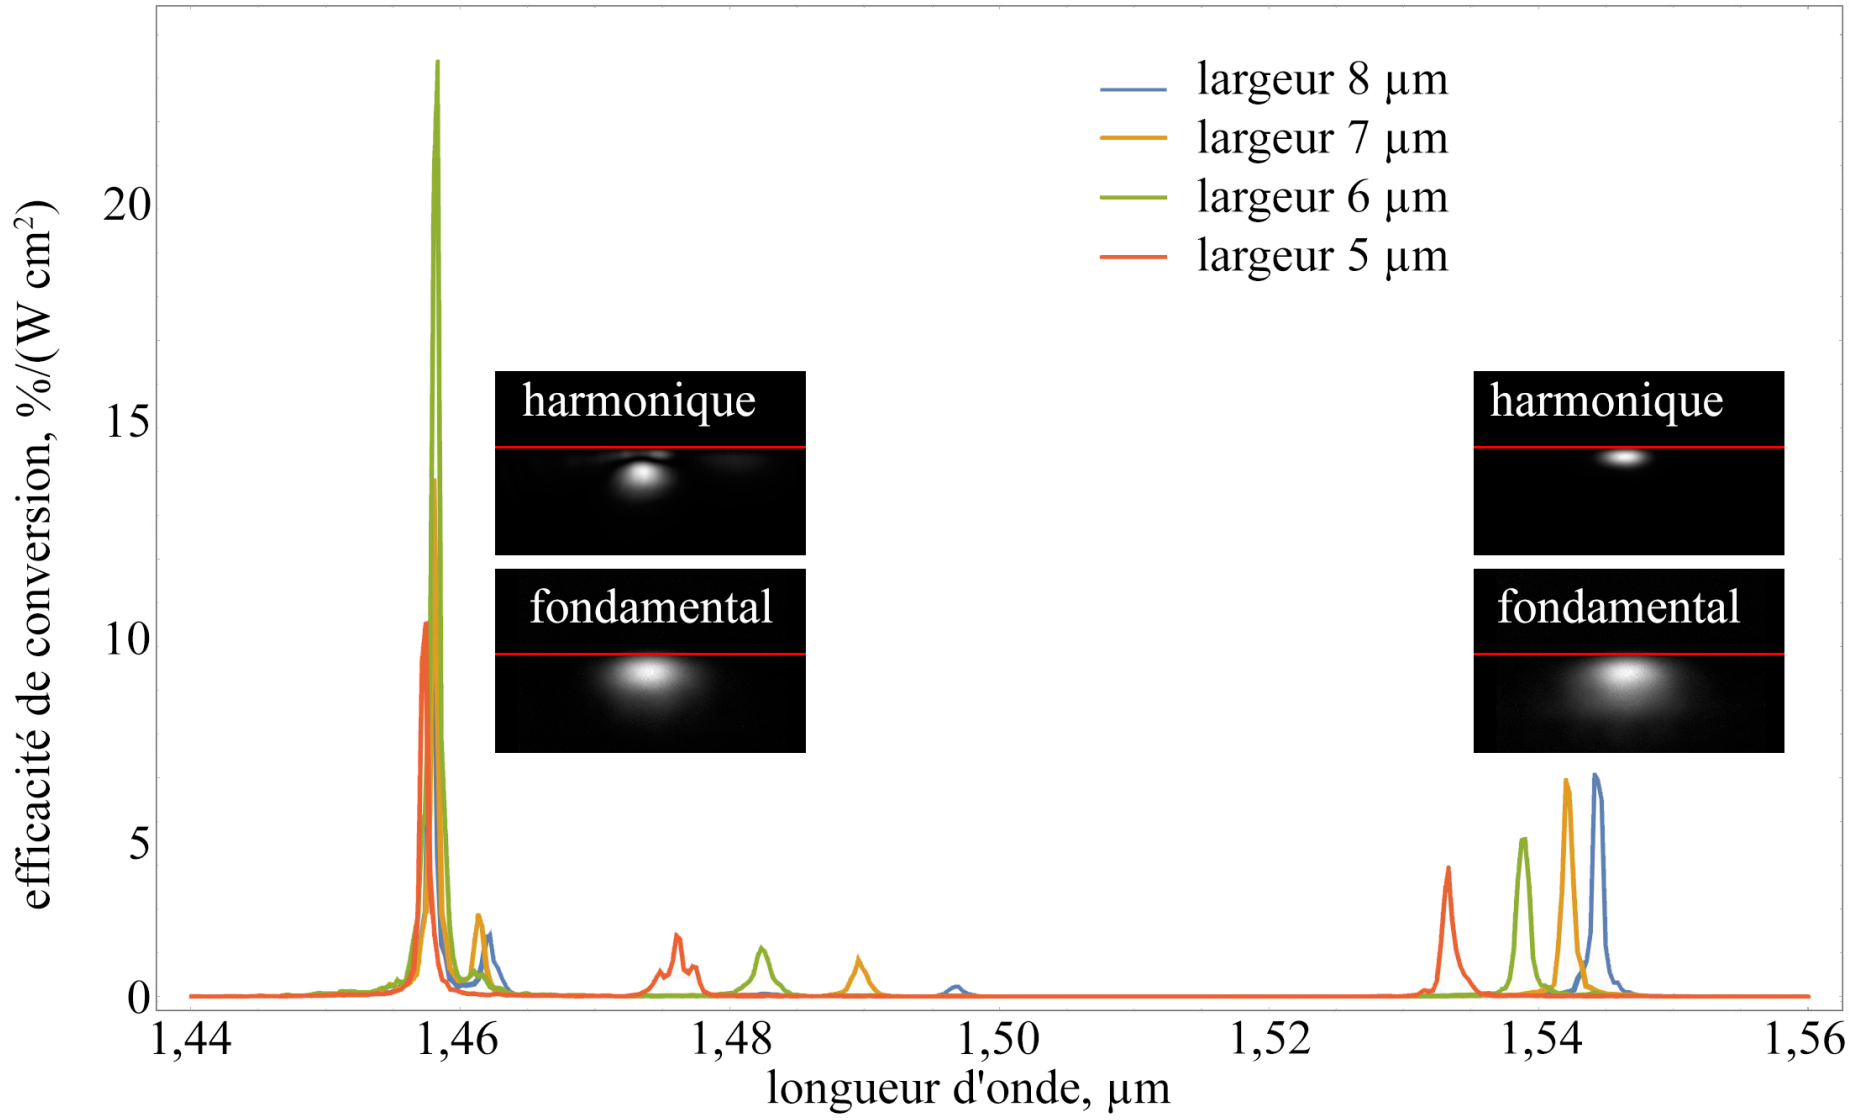 largeur 8 µm
largeur 7 µm
largeur 6 µm
largeur 5 µm
efficacité de conversion, %/(W cm²)
20
15
10
5
0
harmonique
fondamental
harmonique
fondamental
1,44 1,46 1,48 1,50 1,52 1,54 1,56
longueur d'onde, µm